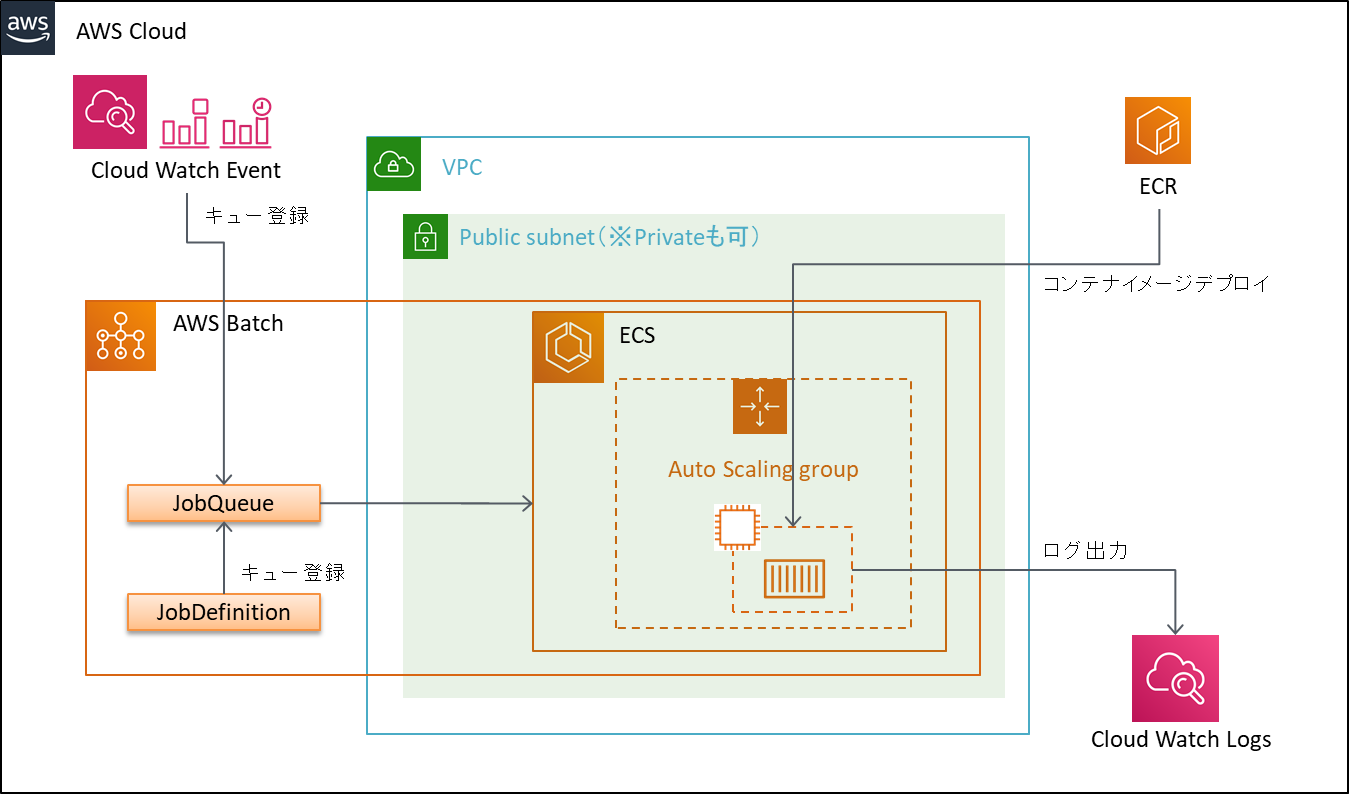 aws
AWS Cloud
Cloud Watch Event
キュー登録
VPC
Public subnet(※Privateも可)
ECR
コンテナイメージデプロイ
AWS Batch
ECS
Auto Scaling group
JobQueue
キュー登録
JobDefinition
ログ出力
Cloud Watch Logs